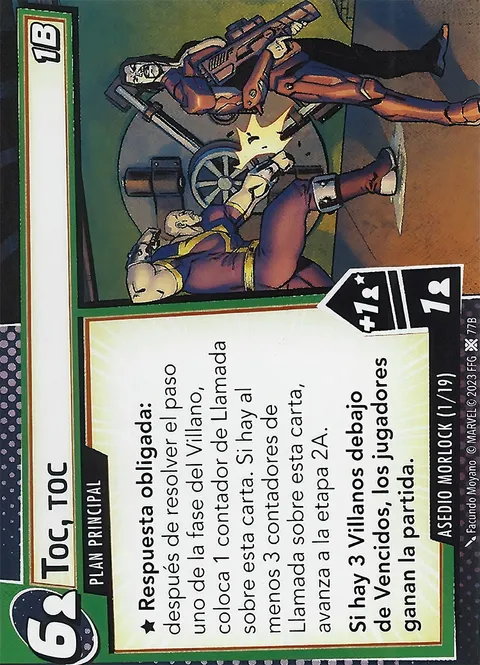 1B
6
TOC, TOC
PLAN PRINCIPAL
★ Respuesta obligada:
después de resolver el paso
uno de la fase del Villano,
coloca 1 contador de Llamada
sobre esta carta. Si hay al
menos 3 contadores de
Llamada sobre esta carta,
avanza a la etapa 2A.
Si hay 3 Villanos debajo
de Vencidos, los jugadores
ganan la partida.
+1 ★
1
ASEDIO MORLOCK (1/19)
Facundo Moyano © MARVEL © 2023 FFG 77B